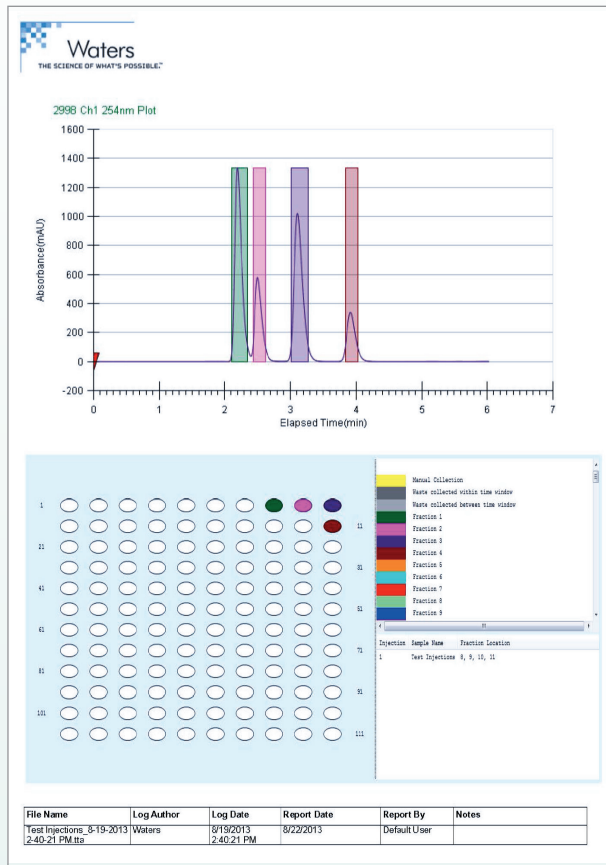 Waters
THE SCIENCE OF WHAT'S POSSIBLE.™
2998 Ch1 254nm Plot
1600
1400
1200
1000
800
600
400
200
0
-200
Absorbance(mAU)
0 1 2 3 4 5 6 7
Elapsed Time(min)
1
11
21
31
41
51
61
71
81
91
101
111
Manual Collection
Waste collected within time window
Waste collected between time window
Fraction 1
Fraction 2
Fraction 3
Fraction 4
Fraction 5
Fraction 6
Fraction 7
Fraction 8
Fraction 9
Injection Sample Name Fraction Location
1 Test Injections 8, 9, 10, 11
File Name Log Author Log Date Report Date Report By Notes
Test Injections_8-19-2013 Waters 8/19/2013 8/22/2013 Default User
2-40-21 PM.tta 2:40:21 PM